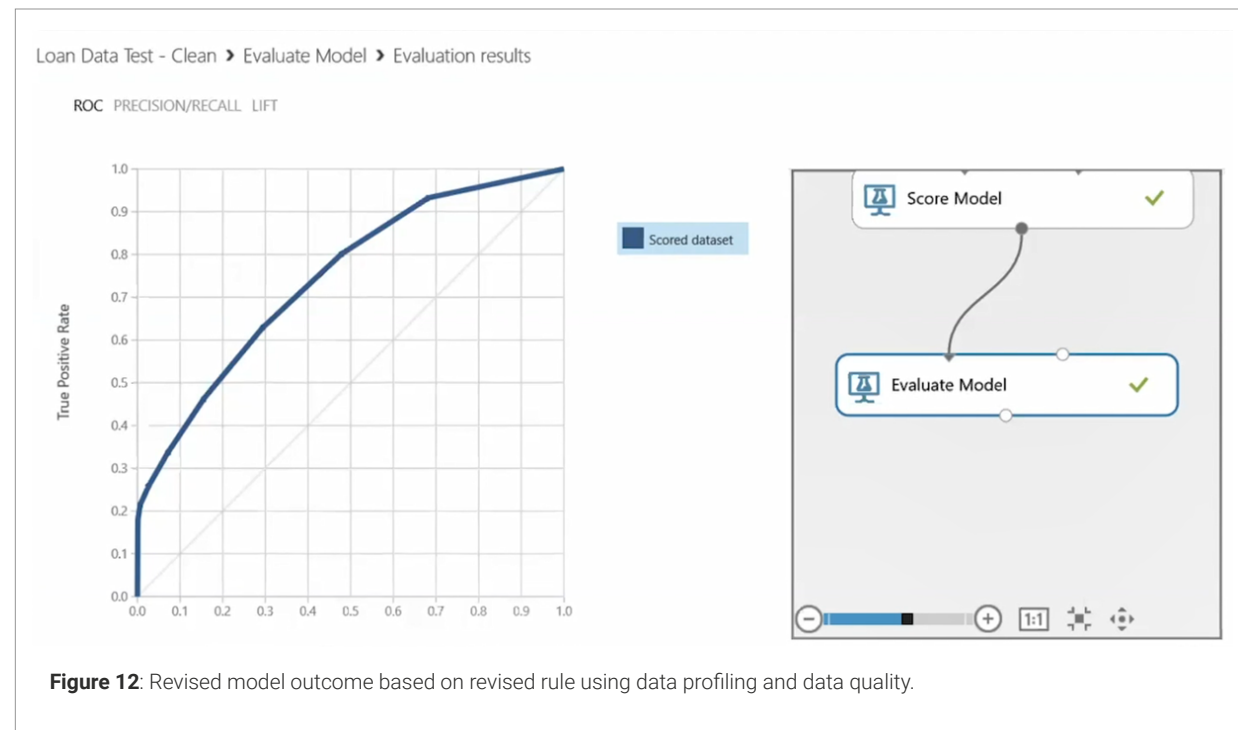 Loan Data Test - Clean › Evaluate Model › Evaluation results
ROC PRECISION/RECALL LIFT
True Positive Rate
1.0
0.9
0.8
0.7
0.6
0.5
0.4
0.3
0.2
0.1
0.0
0.0 0.1 0.2 0.3 0.4 0.5 0.6 0.7 0.8 0.9 1.0
Scored dataset
Score Model
Evaluate Model
1:1
Figure 12: Revised model outcome based on revised rule using data profiling and data quality.